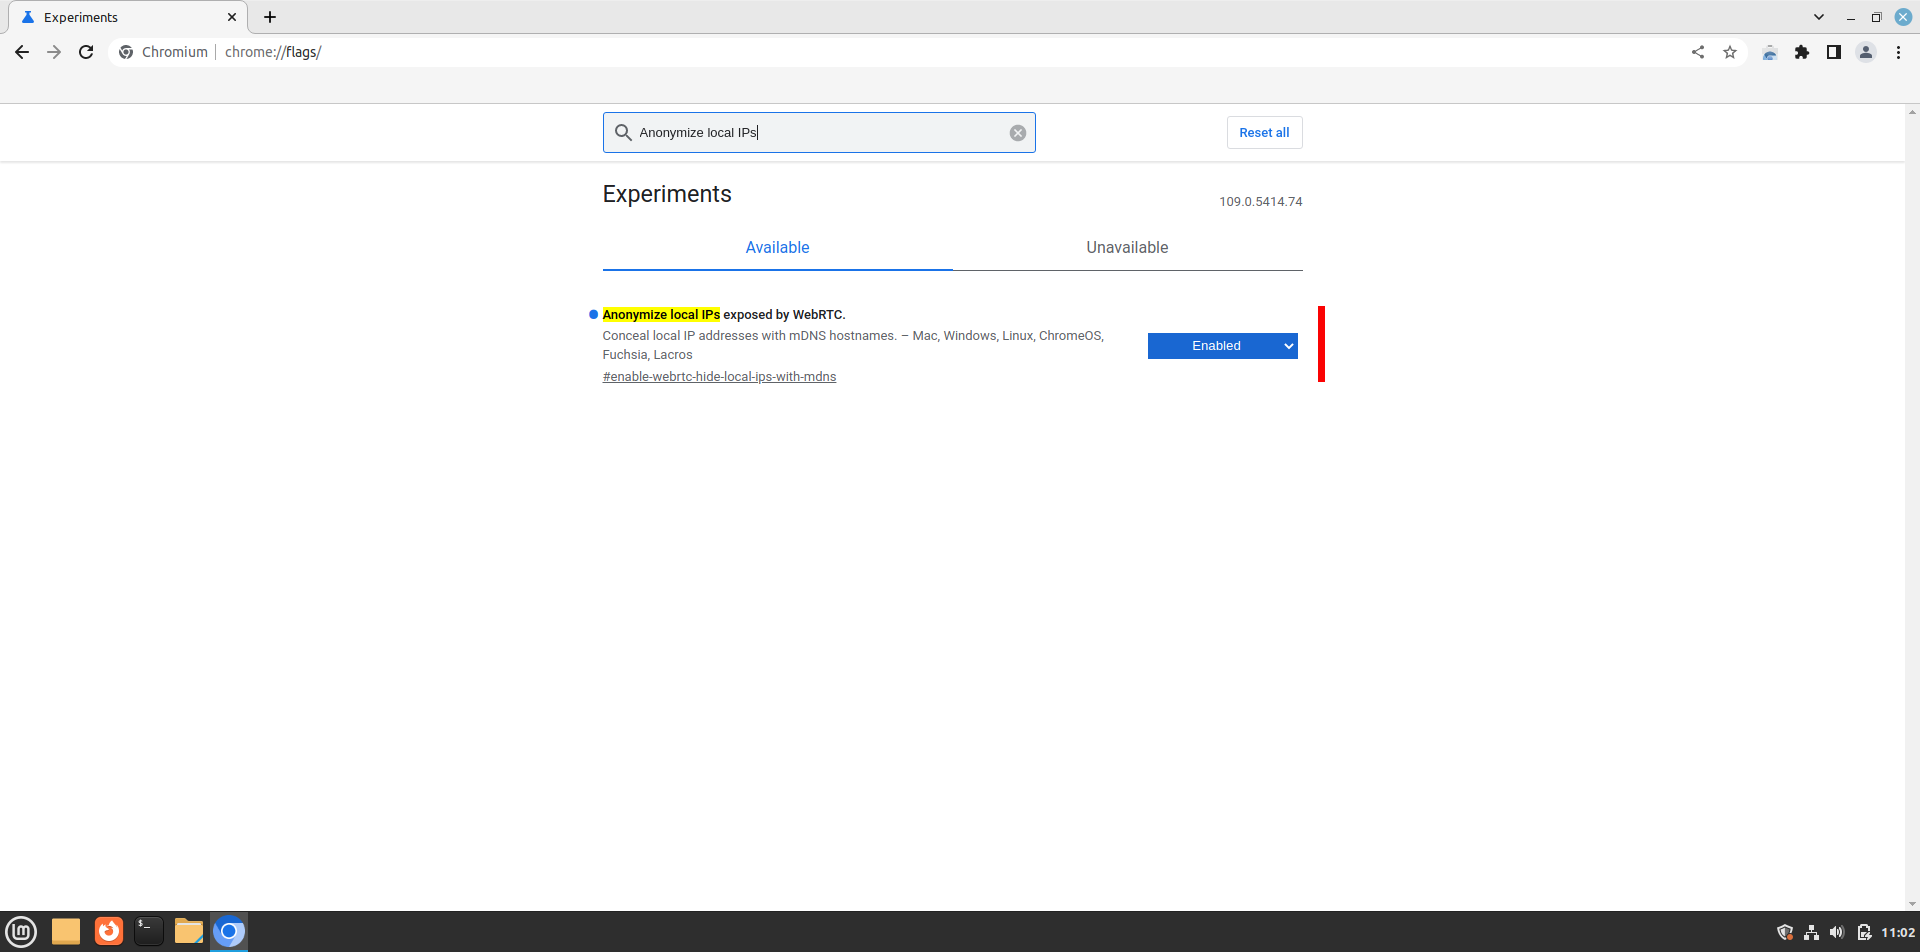 Experiments
Chromium chrome://flags/
Anonymize local IPs
Reset all
Experiments
109.0.5414.74
Available
Unavailable
Anonymize local IPs exposed by WebRTC.
Conceal local IP addresses with mDNS hostnames. – Mac, Windows, Linux, ChromeOS,
Fuchsia, Lacros
#enable-webrtc-hide-local-ips-with-mdns
Enabled
lm
$_
11:02